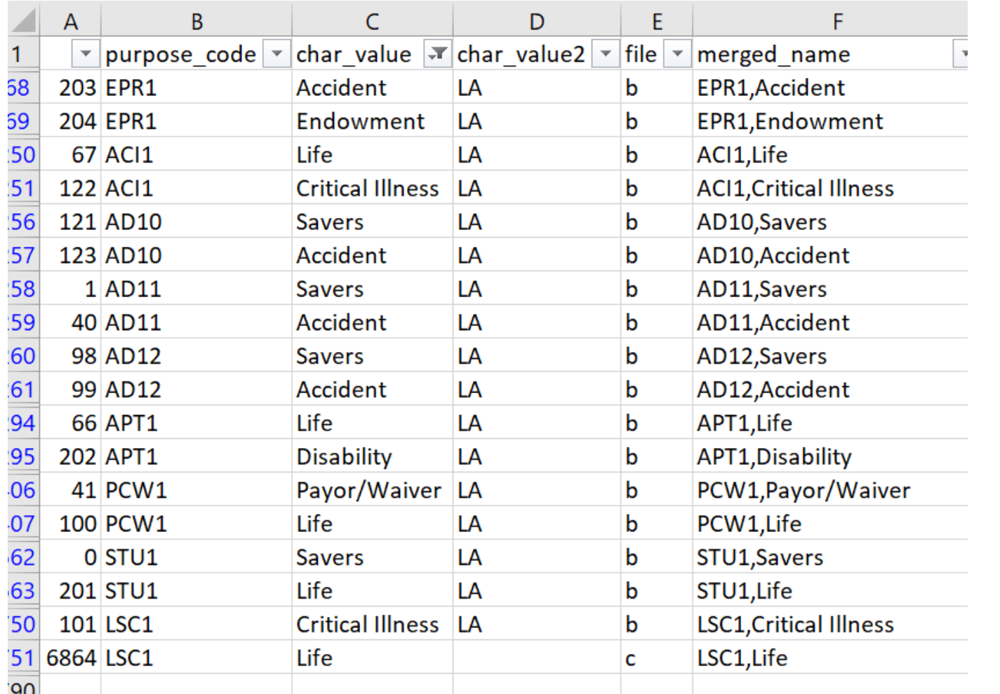 A B C D E F
1 purpose_code char_value char_value2 file merged_name
68 203 EPR1 Accident LA b EPR1,Accident
69 204 EPR1 Endowment LA b EPR1,Endowment
50 67 ACI1 Life LA b ACI1,Life
51 122 ACI1 Critical Illness LA b ACI1,Critical Illness
56 121 AD10 Savers LA b AD10,Savers
57 123 AD10 Accident LA b AD10,Accident
58 1 AD11 Savers LA b AD11,Savers
59 40 AD11 Accident LA b AD11,Accident
60 98 AD12 Savers LA b AD12,Savers
61 99 AD12 Accident LA b AD12,Accident
94 66 APT1 Life LA b APT1,Life
95 202 APT1 Disability LA b APT1,Disability
06 41 PCW1 Payor/Waiver LA b PCW1,Payor/Waiver
07 100 PCW1 Life LA b PCW1,Life
62 0 STU1 Savers LA b STU1,Savers
63 201 STU1 Life LA b STU1,Life
50 101 LSC1 Critical Illness LA b LSC1,Critical Illness
51 6864 LSC1 Life c LSC1,Life
90